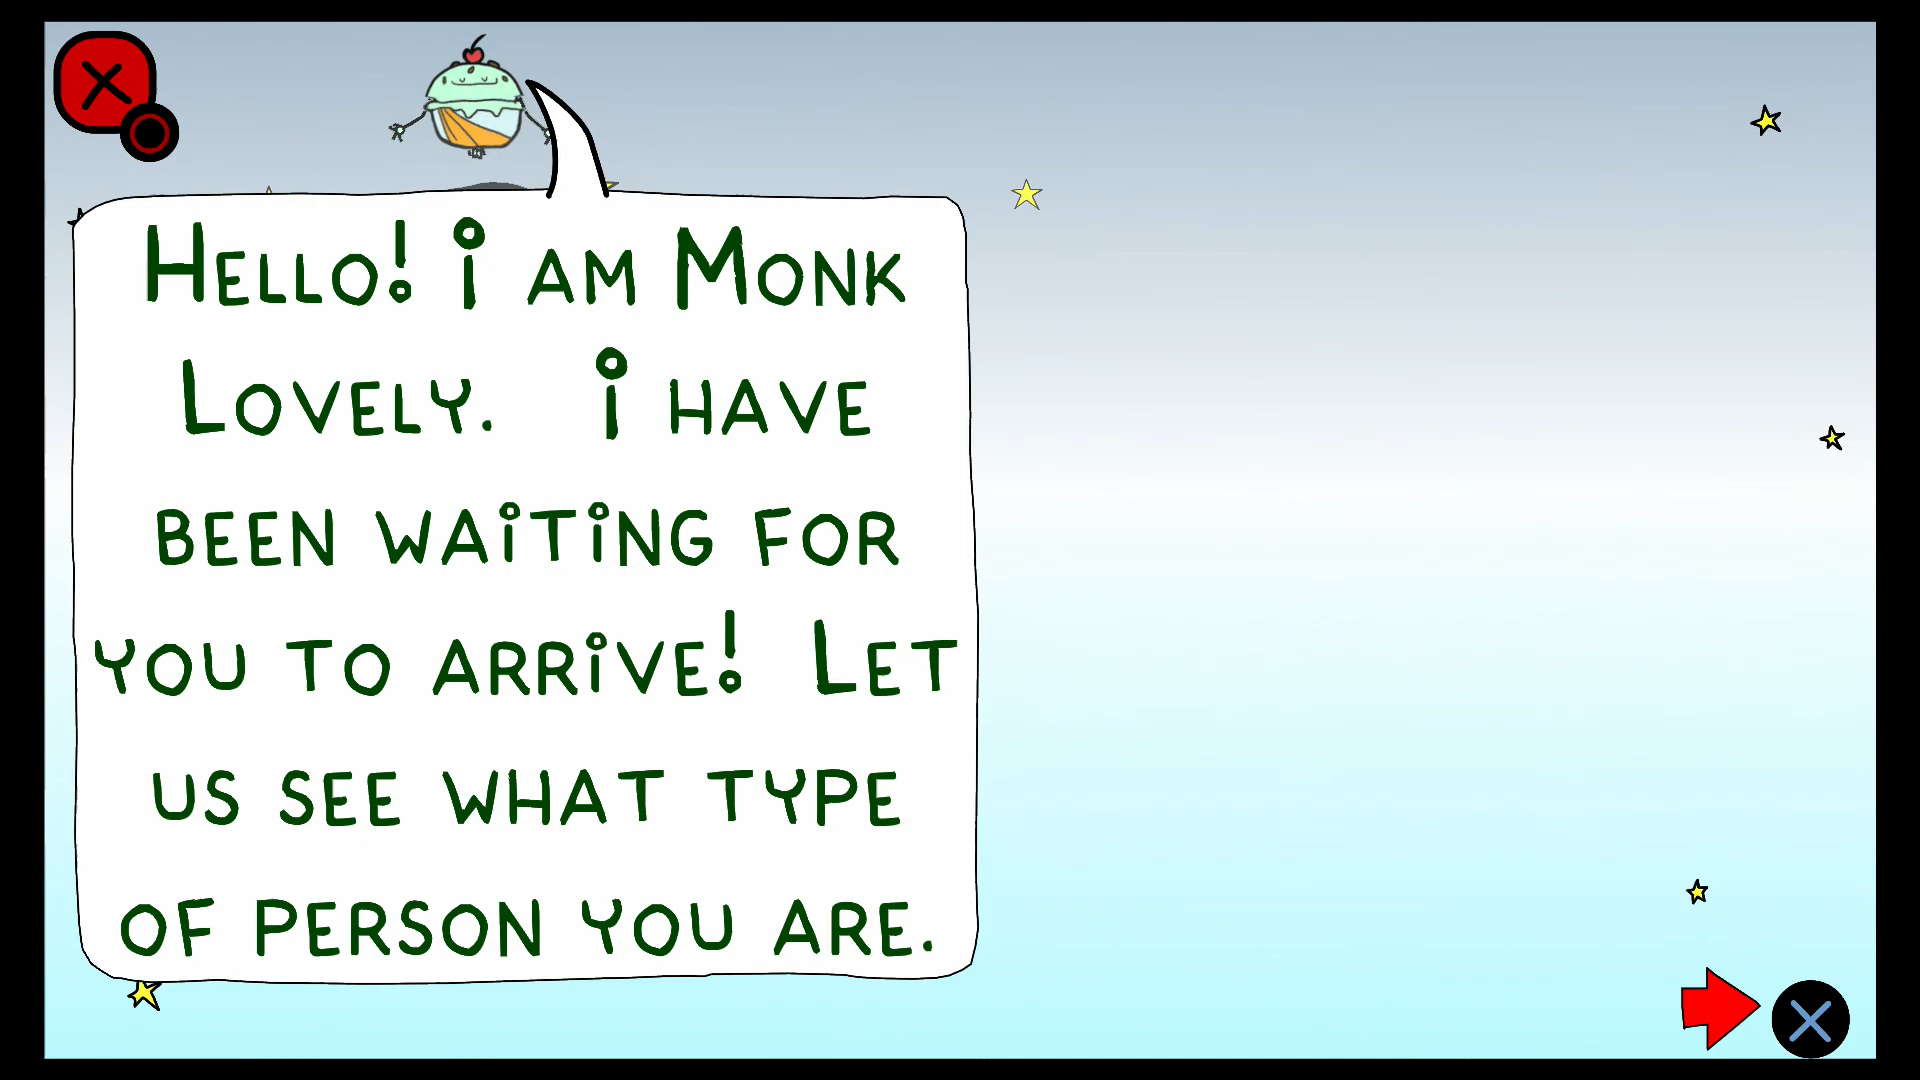 Hello! i am Monk
Lovely. i have
been waiting for
you to arrive! Let
us see what type
of person you are.